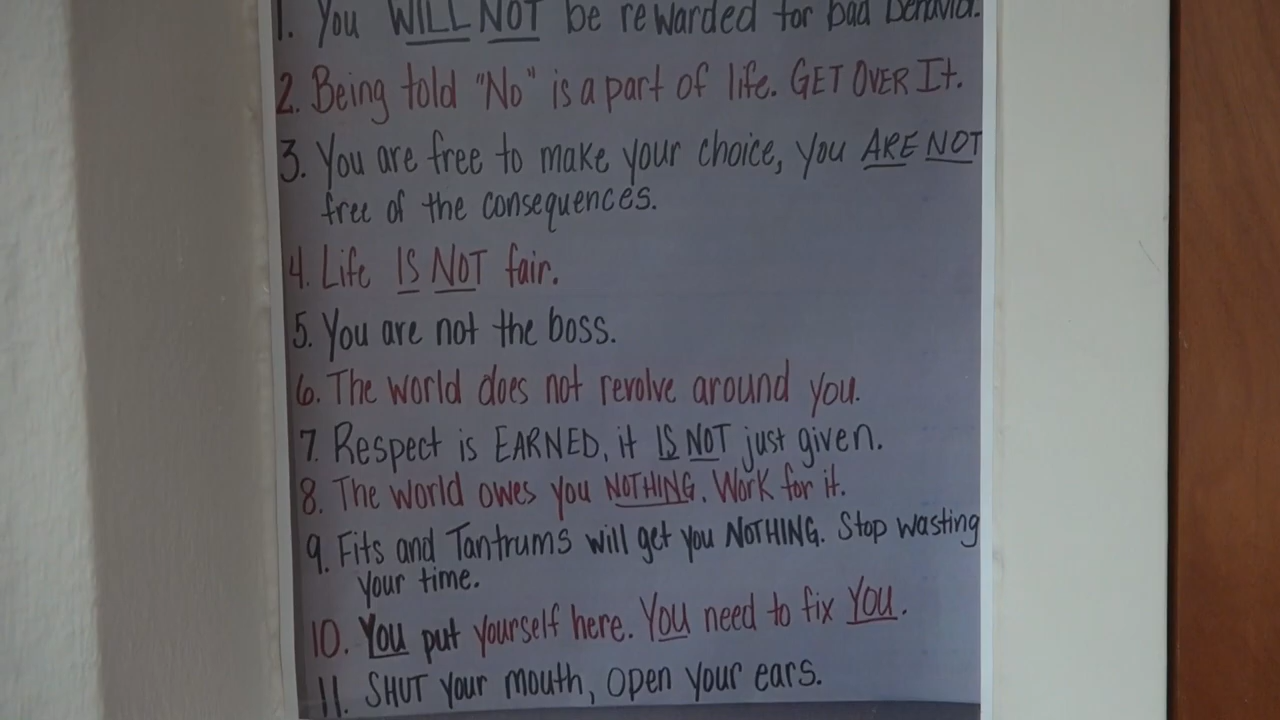 1. You WILL NOT be rewarded for bad behavior.
2. Being told "No" is a part of life. GET OVER It.
3. You are free to make your choice, you ARE NOT
free of the consequences.
4. Life IS NOT fair.
5. You are not the boss.
6. The world does not revolve around you.
7. Respect is EARNED, it IS NOT just given.
8. The world owes you NOTHING. Work for it.
9. Fits and Tantrums will get you NOTHING. Stop wasting
your time.
10. You put yourself here. You need to fix You.
11. SHUT your mouth, open your ears.